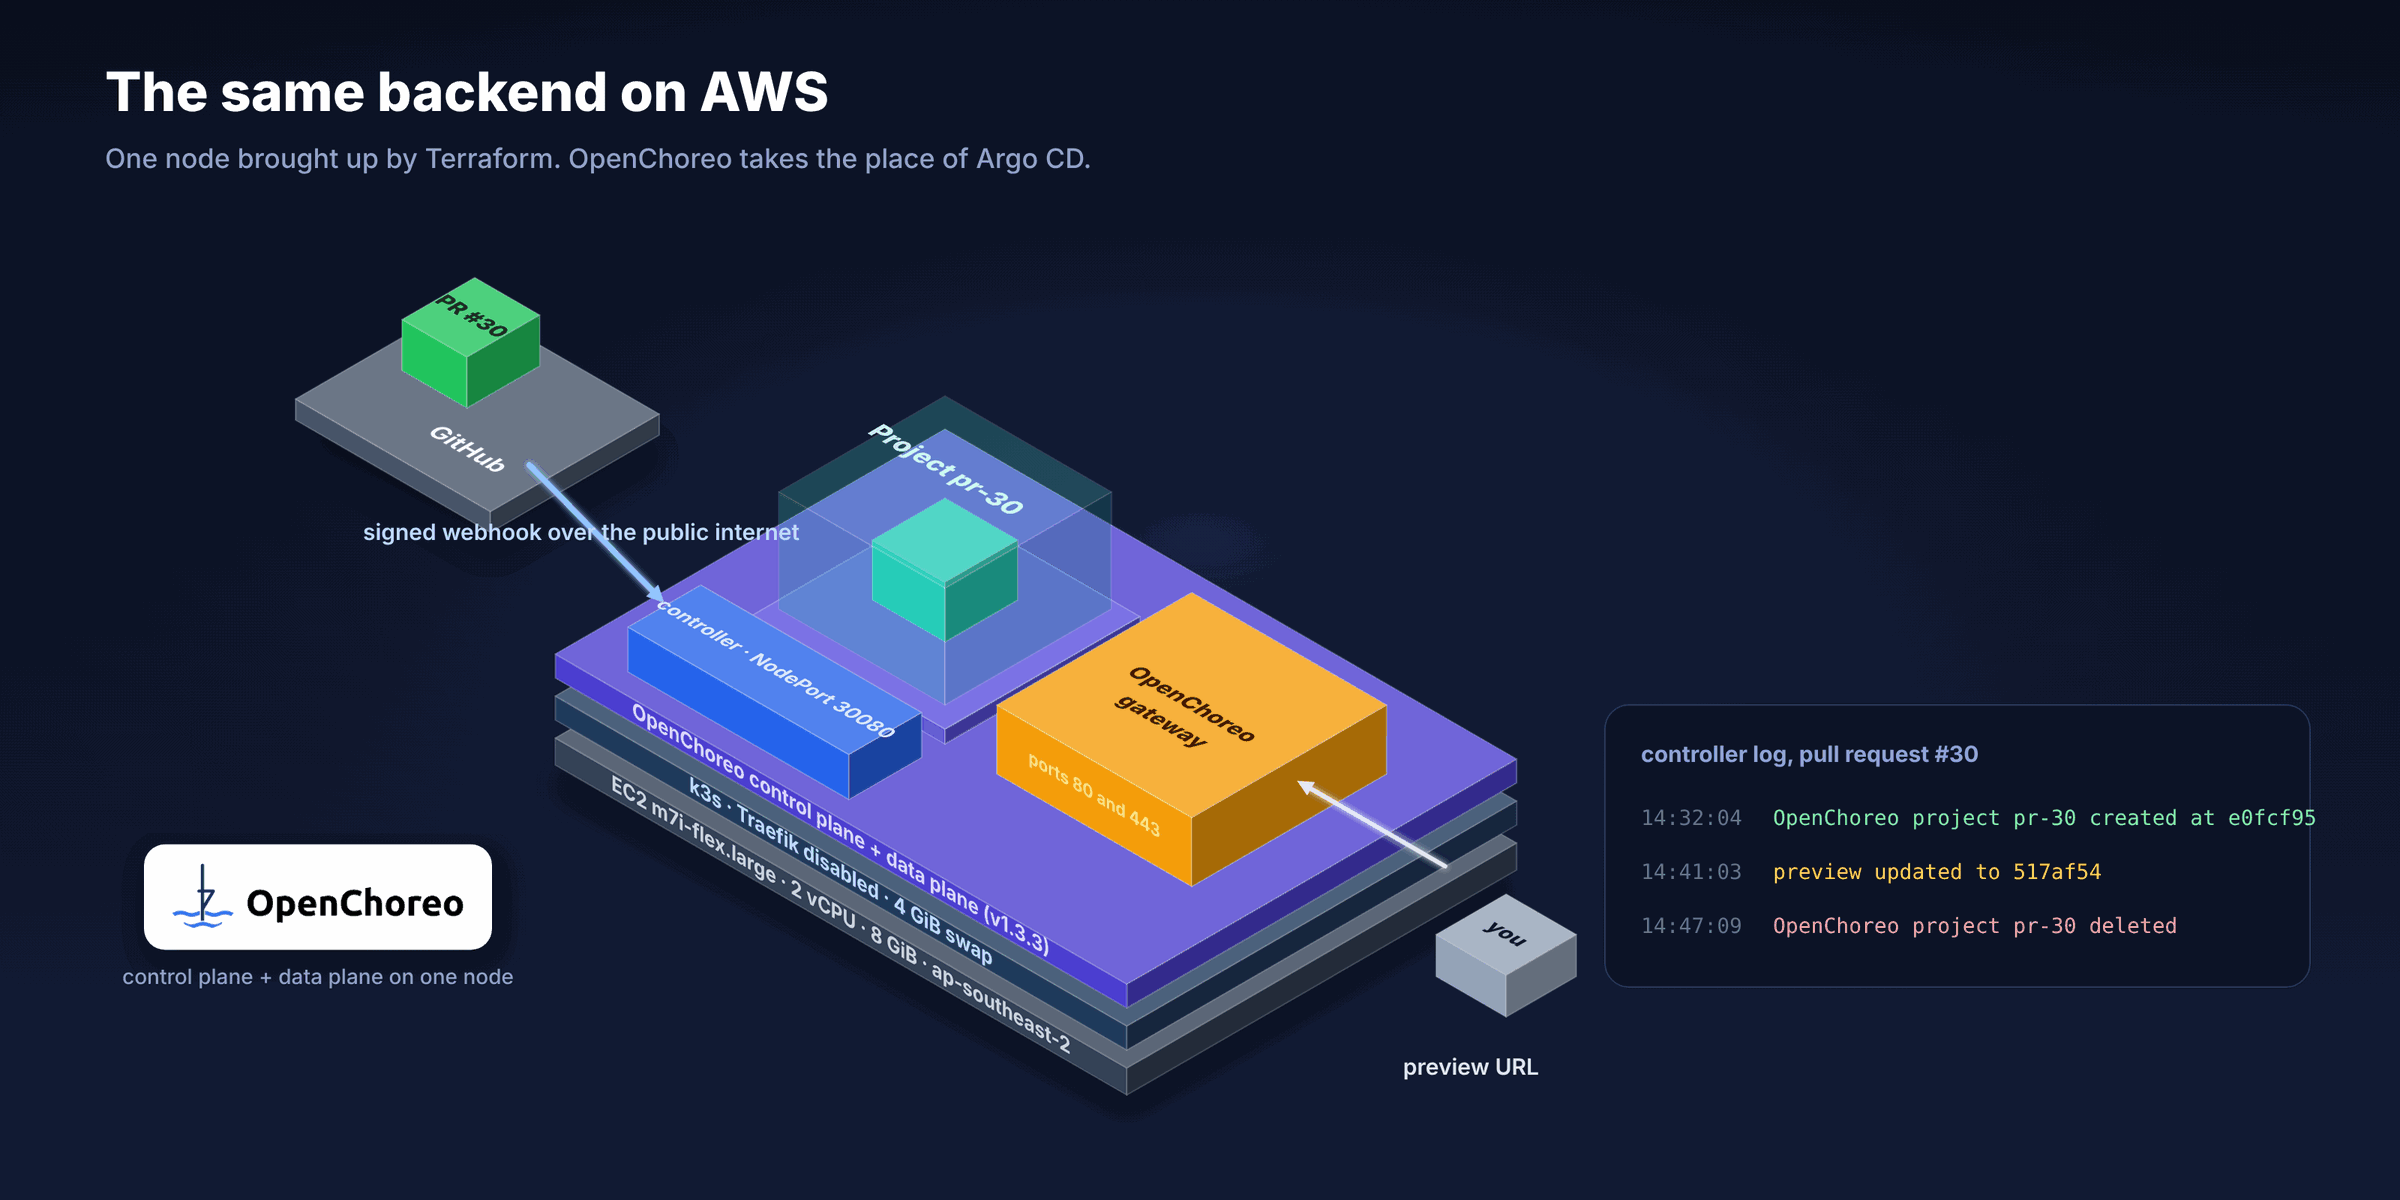 The same backend on AWS
One node brought up by Terraform. OpenChoreo takes the place of Argo CD.
PR #30
GitHub
signed webhook over the public internet
Project pr-30
controller · NodePort 30080
OpenChoreo
gateway
ports 80 and 443
OpenChoreo control plane + data plane (v1.3.3)
k3s · Traefik disabled · 4 GiB swap
EC2 m7i-flex.large · 2 vCPU · 8 GiB · ap-southeast-2
you
preview URL
OpenChoreo
control plane + data plane on one node
controller log, pull request #30
14:32:04 OpenChoreo project pr-30 created at e0fcf95
14:41:03 preview updated to 517af54
14:47:09 OpenChoreo project pr-30 deleted